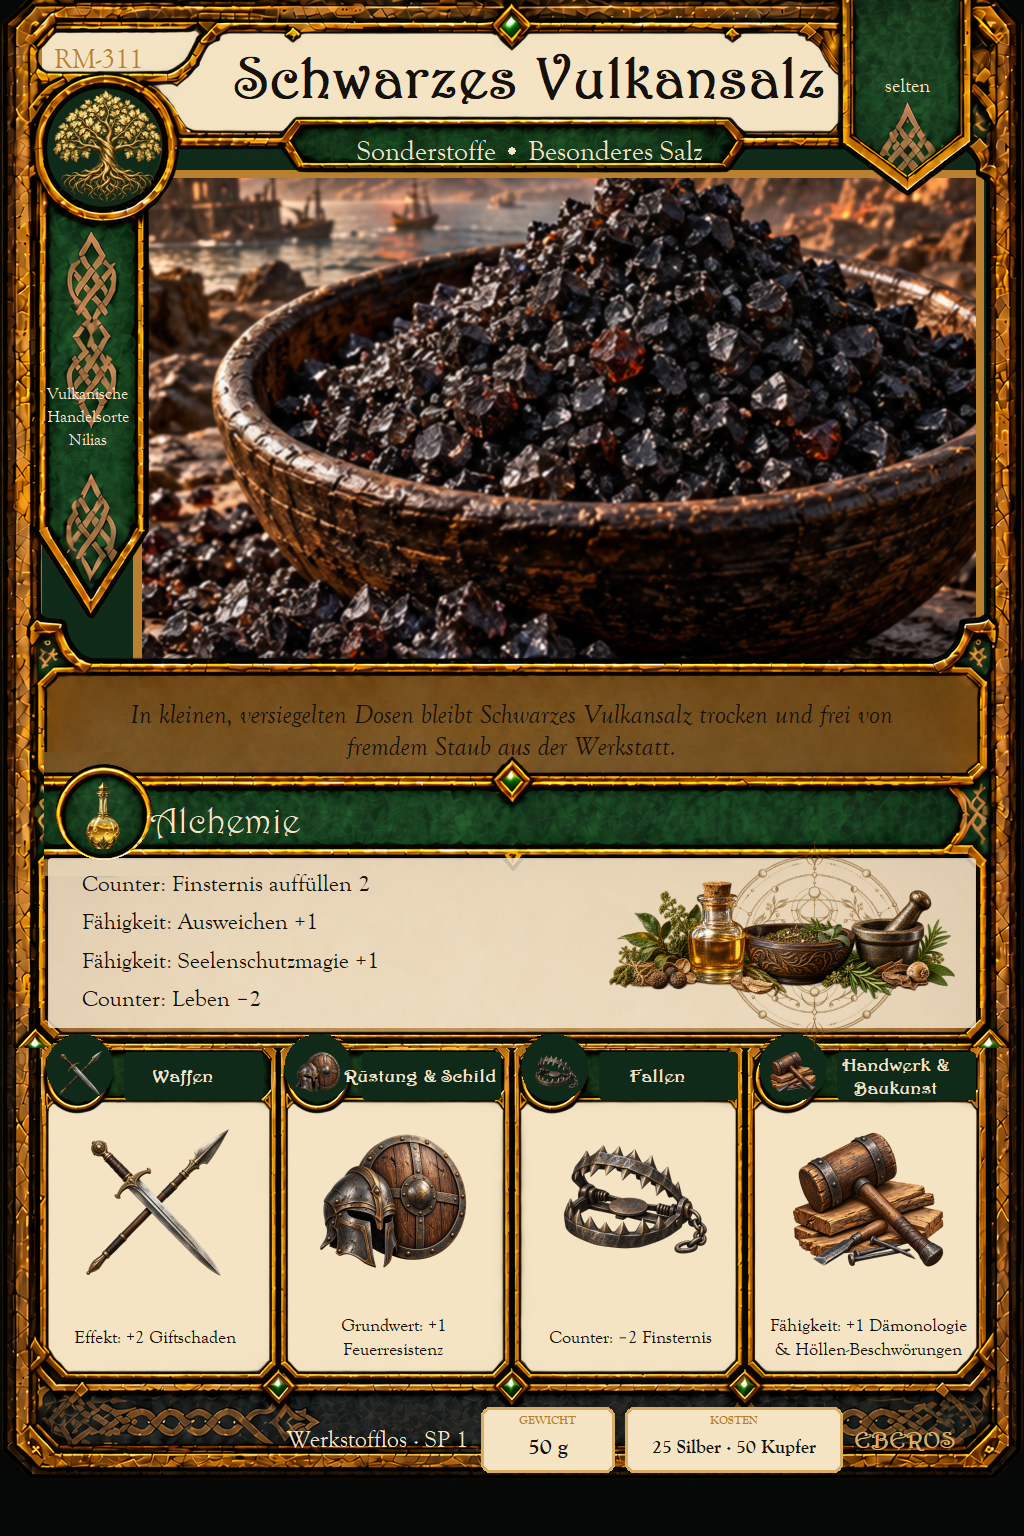 RM-311
Schwarzes Vulkansalz
selten
Sonderstoffe • Besonderes Salz
Vulkanische
Handelsorte
Nilias
In kleinen, versiegelten Dosen bleibt Schwarzes Vulkansalz trocken und frei von
fremdem Staub aus der Werkstatt.
Alchemie
Counter: Finsternis auffüllen 2
Fähigkeit: Ausweichen +1
Fähigkeit: Seelenschutzmagie +1
Counter: Leben −2
Waffen
Effekt: +2 Giftschaden
Rüstung & Schild
Grundwert: +1
Feuerresistenz
Fallen
Counter: −2 Finsternis
Handwerk &
Baukunst
Fähigkeit: +1 Dämonologie
& Höllen-Beschwörungen
Werkstofflos · SP 1
GEWICHT
50 g
KOSTEN
25 Silber · 50 Kupfer
EBEROS